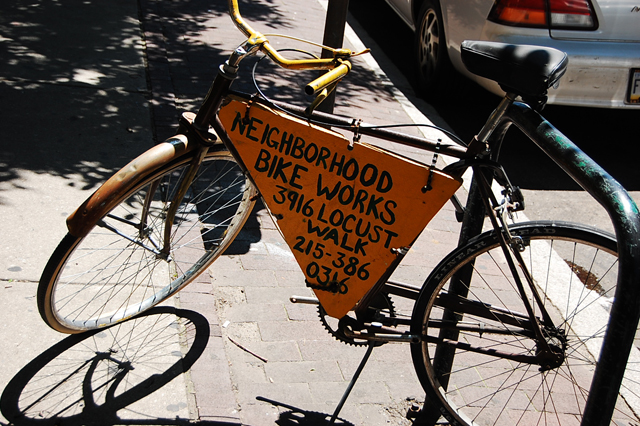 NEIGHBORHOOD
BIKE WORKS
3916 LOCUST
WALK
215-386
0316